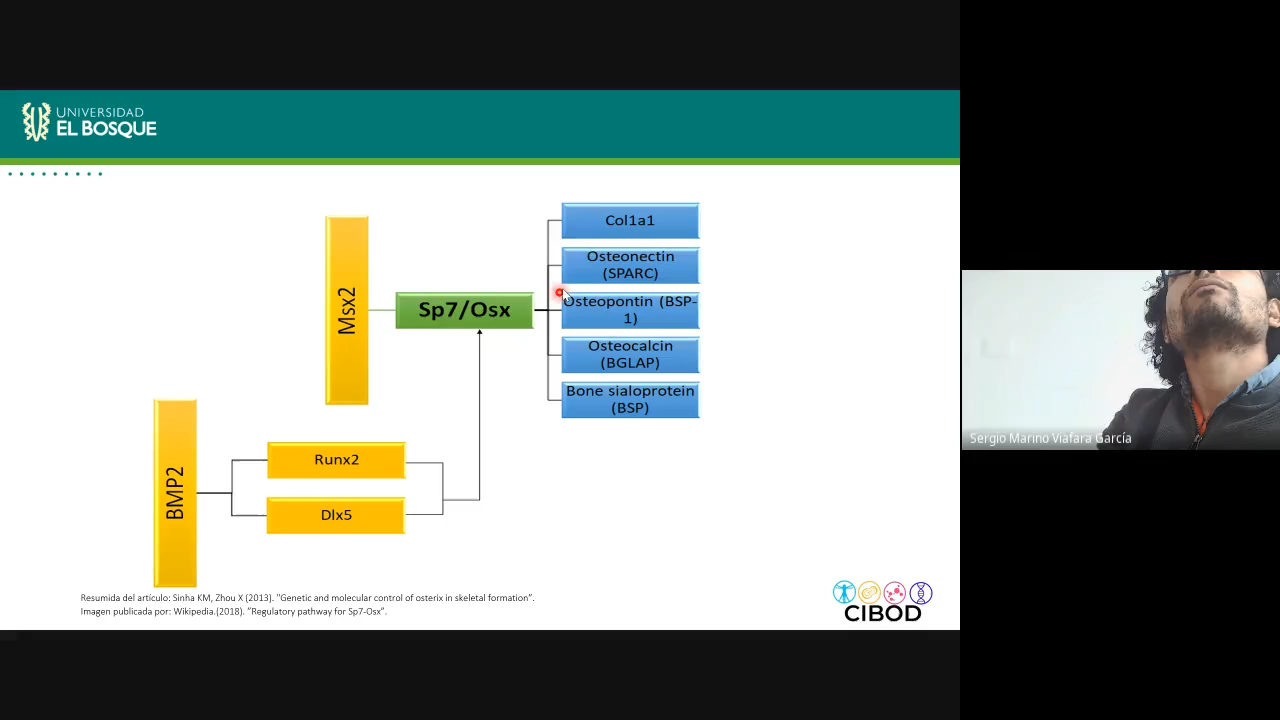 UNIVERSIDAD
EL BOSQUE
Msx2
Sp7/Osx
Col1a1
Osteonectin
(SPARC)
Osteopontin (BSP-
1)
Osteocalcin
(BGLAP)
Bone sialoprotein
(BSP)
BMP2
Runx2
Dlx5
Resumida del artículo: Sinha KM, Zhou X (2013). "Genetic and molecular control of osterix in skeletal formation".
Imagen publicada por: Wikipedia.(2018). "Regulatory pathway for Sp7-Osx".
CIBOD
Sergio Marino Viafara García